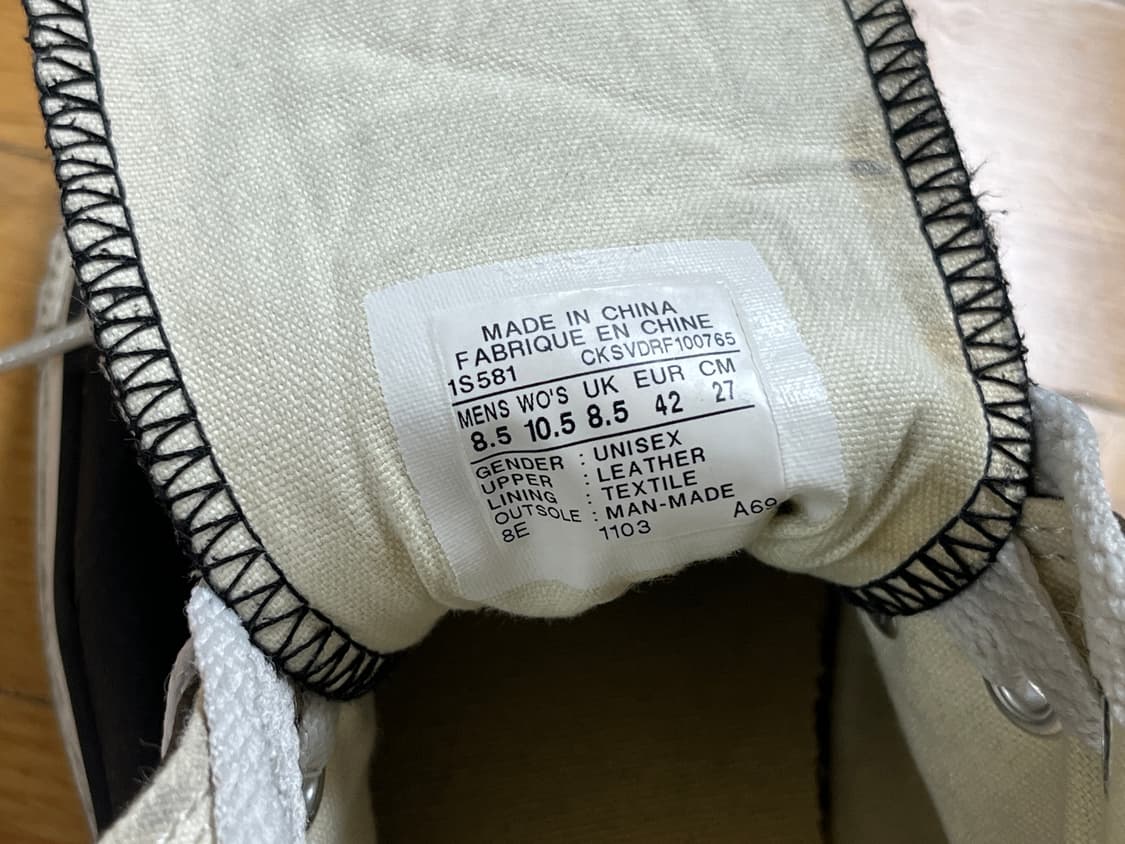 MADE IN CHINA
FABRIQUE EN CHINE
1S581 CKSVDRF100765
MENS WO'S UK EUR CM
8.5 10.5 8.5 42 27
GENDER : UNISEX
UPPER : LEATHER
LINING : TEXTILE
OUTSOLE : MAN-MADE
8E 1103 A69